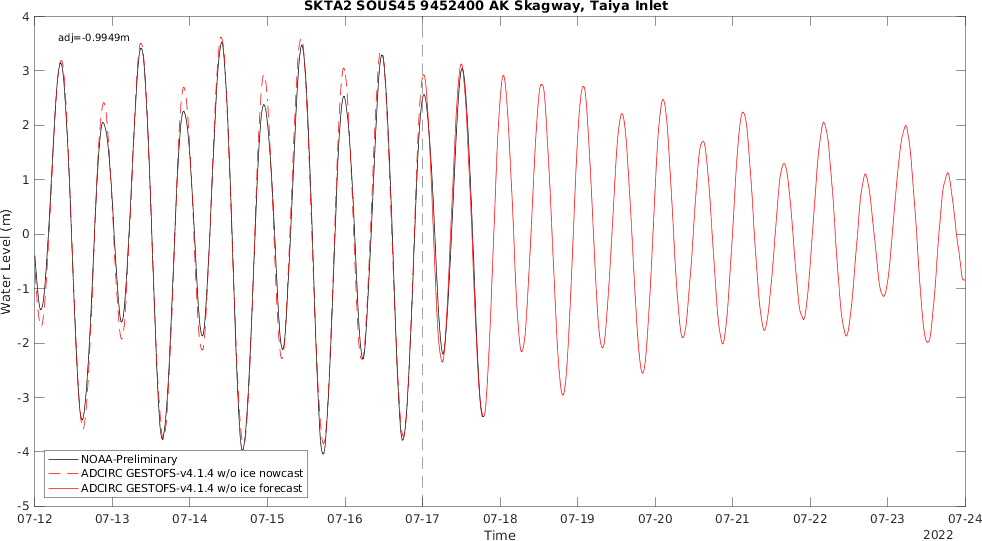 SKTA2 SOUS45 9452400 AK Skagway, Taiya Inlet
adj=-0.9949m
4
3
2
1
0
-1
-2
-3
-4
-5
Water Level (m)
NOAA-Preliminary
ADCIRC GESTOFS-v4.1.4 w/o ice nowcast
ADCIRC GESTOFS-v4.1.4 w/o ice forecast
07-12 07-13 07-14 07-15 07-16 07-17 07-18 07-19 07-20 07-21 07-22 07-23 07-24
Time
2022